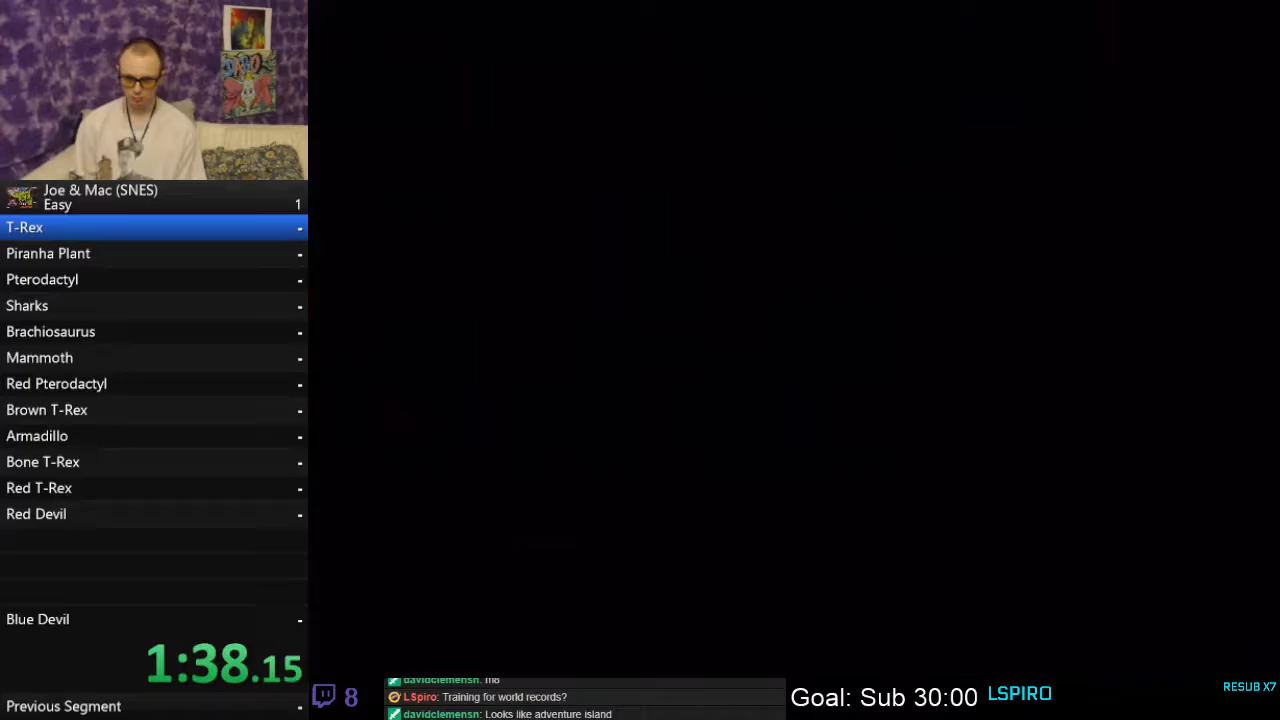 Joe & Mac (SNES)
Easy 1
T-Rex -
Piranha Plant -
Pterodactyl -
Sharks -
Brachiosaurus -
Mammoth -
Red Pterodactyl -
Brown T-Rex -
Armadillo -
Bone T-Rex -
Red T-Rex -
Red Devil -
Blue Devil -
1:38.15
Previous Segment -
8
davidclemensn: m8
LSpiro: Training for world records?
davidclemensn: Looks like adventure island
Goal: Sub 30:00
LSPIRO
RESUB X7